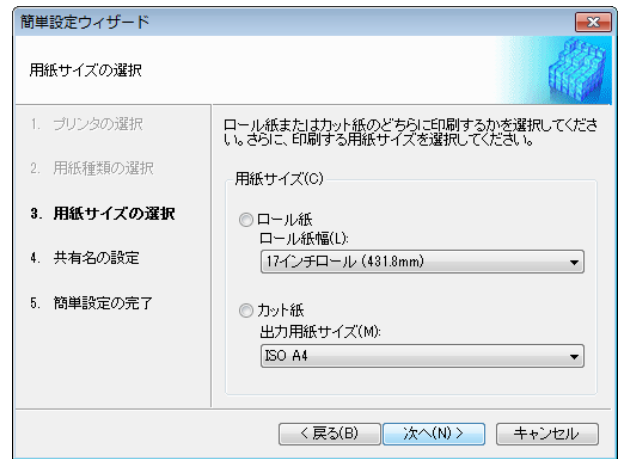 簡単設定ウィザード
用紙サイズの選択
1. プリンタの選択
2. 用紙種類の選択
3. 用紙サイズの選択
4. 共有名の設定
5. 簡単設定の完了
ロール紙またはカット紙のどちらに印刷するかを選択してくださ
い。さらに、印刷する用紙サイズを選択してください。
用紙サイズ(C)
ロール紙
ロール紙幅(L):
17インチロール (431.8mm)
カット紙
出力用紙サイズ(M):
ISO A4
< 戻る(B)
次へ(N) >
キャンセル